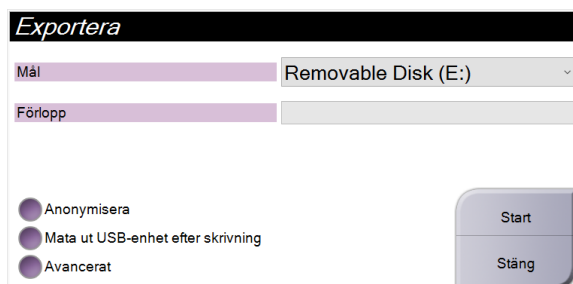 Exportera
Mål
Removable Disk (E:)
Förlopp
Anonymisera
Mata ut USB-enhet efter skrivning
Avancerat
Start
Stäng